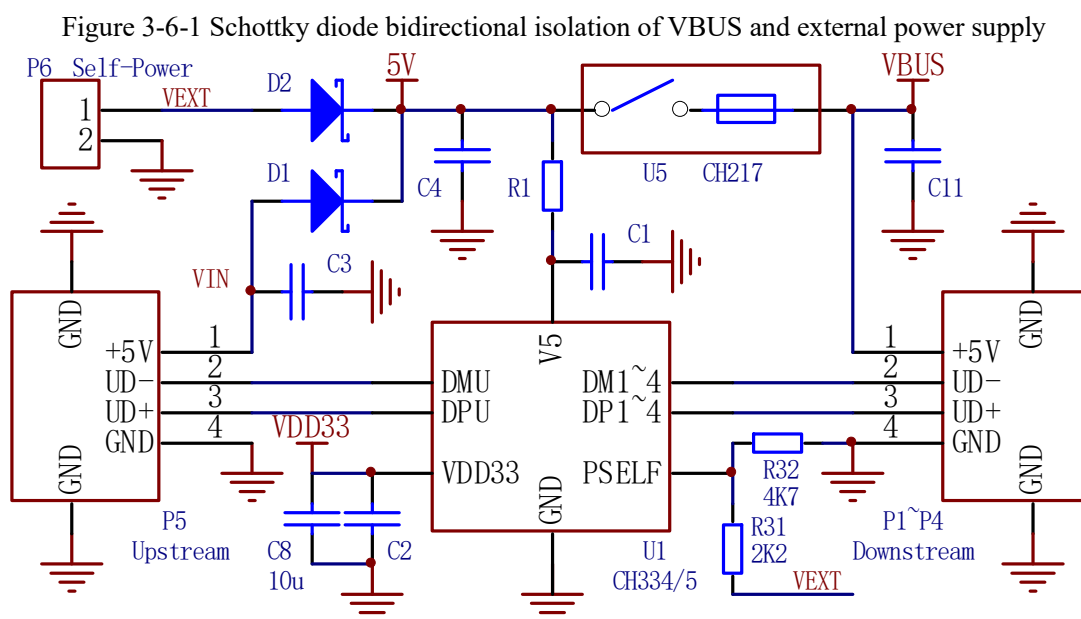 Figure 3-6-1 Schottky diode bidirectional isolation of VBUS and external power supply
P6 Self-Power
D2
5V
VBUS
1
VEXT
2
D1
C4
R1
U5
CH217
C11
C3
C1
VIN
GND
V5
GND
+5V
1
UD-
2
UD+
3
GND
4
GND
DMU
DPU
VDD33
GND
DM1~4
DP1~4
PSELF
1
+5V
2
UD-
3
UD+
4
GND
GND
VDD33
R32
4K7
P5
Upstream
C8
10u
C2
U1
CH334/5
R31
2K2
VEXT
P1~P4
Downstream